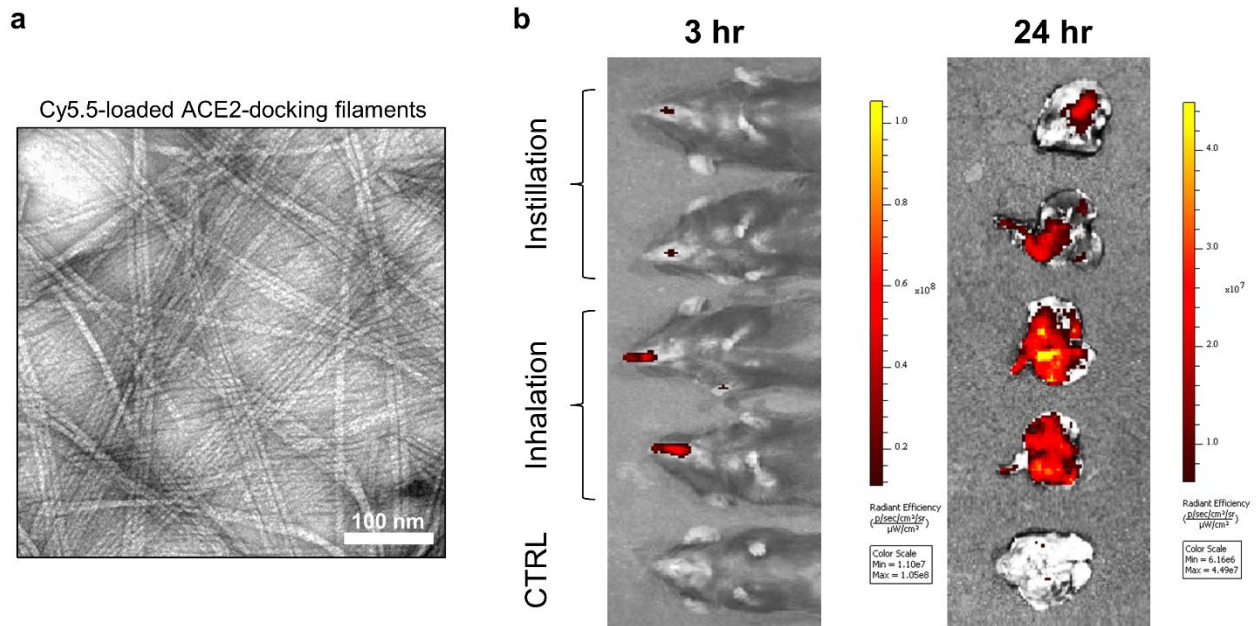 a
Cy5.5-loaded ACE2-docking filaments
100 nm
b
3 hr
24 hr
Instillation
Inhalation
CTRL
1.0
0.8
0.6
x10⁸
0.4
0.2
Radiant Efficiency
(p/sec/cm²/sr
µW/cm²)
Color Scale
Min = 1.10e7
Max = 1.05e8
4.0
3.0
x10⁷
2.0
1.0
Radiant Efficiency
(p/sec/cm²/sr
µW/cm²)
Color Scale
Min = 6.16e6
Max = 4.49e7